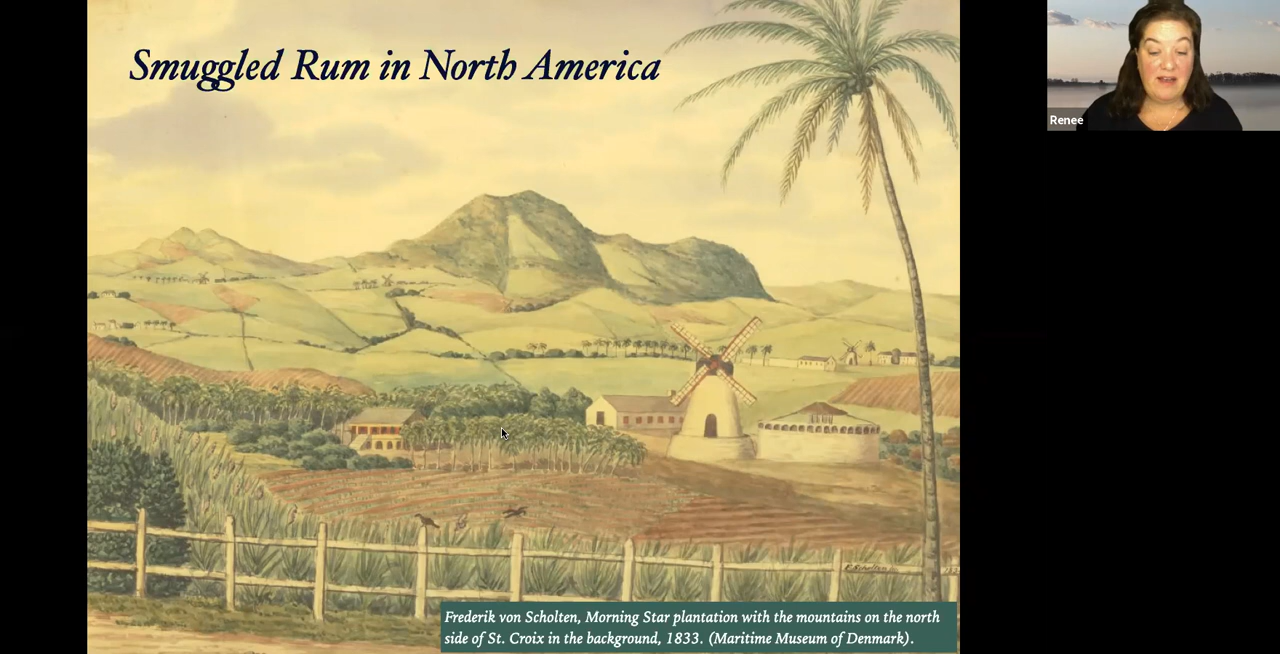 Smuggled Rum in North America
Renee
Frederik von Scholten, Morning Star plantation with the mountains on the north
side of St. Croix in the background, 1833. (Maritime Museum of Denmark).